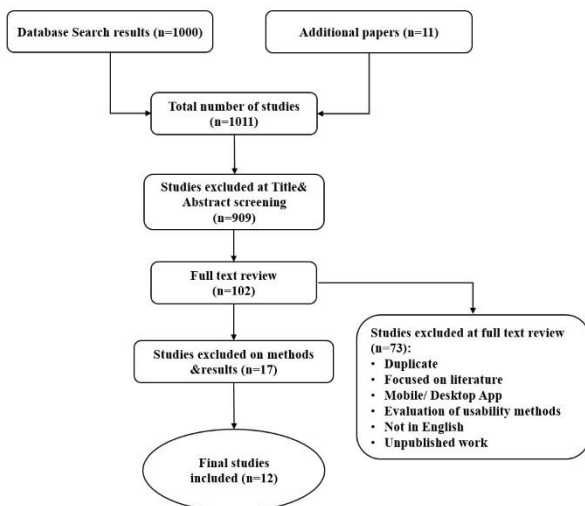 Database Search results (n=1000)
Additional papers (n=11)
Total number of studies
(n=1011)
Studies excluded at Title&
Abstract screening
(n=909)
Full text review
(n=102)
Studies excluded at full text review
(n=73):
• Duplicate
• Focused on literature
• Mobile/ Desktop App
• Evaluation of usability methods
• Not in English
• Unpublished work
Studies excluded on methods
&results (n=17)
Final studies
included (n=12)